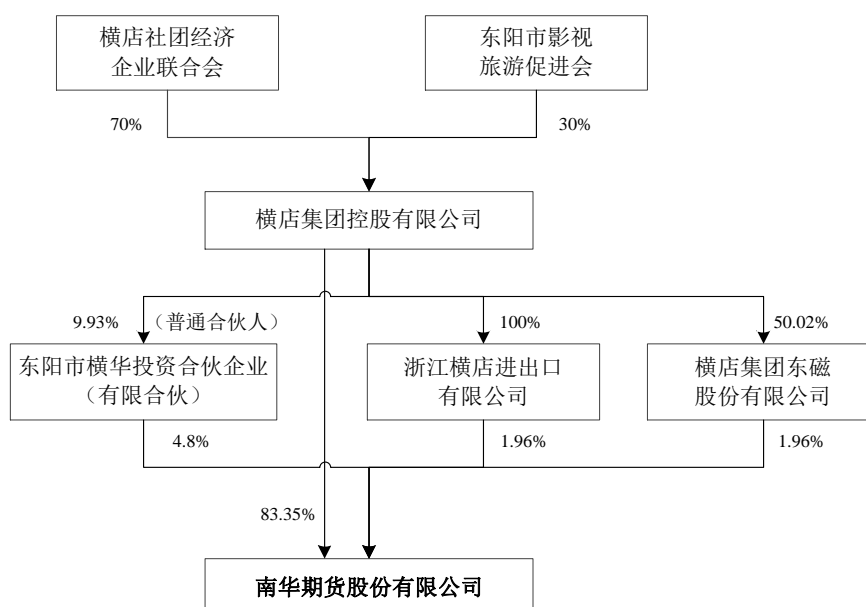 横店社团经济
企业联合会
东阳市影视
旅游促进会
70%
30%
横店集团控股有限公司
9.93%
（普通合伙人）
100%
50.02%
东阳市横华投资合伙企业
（有限合伙）
浙江横店进出口
有限公司
横店集团东磁
股份有限公司
4.8%
1.96%
1.96%
83.35%
南华期货股份有限公司